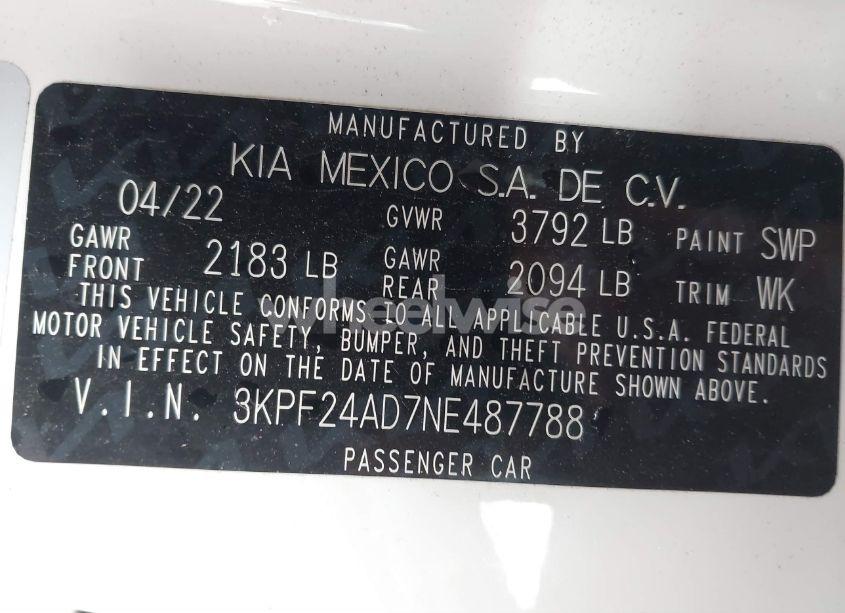 MANUFACTURED BY
KIA MEXICO S.A. DE C.V.
04/22 GVWR 3792 LB PAINT SWP
GAWR FRONT 2183 LB GAWR REAR 2094 LB TRIM WK
THIS VEHICLE CONFORMS TO ALL APPLICABLE U.S.A. FEDERAL
MOTOR VEHICLE SAFETY, BUMPER, AND THEFT PREVENTION STANDARDS
IN EFFECT ON THE DATE OF MANUFACTURE SHOWN ABOVE.
V.I.N. 3KPF24AD7NE487788
PASSENGER CAR
wheelwise